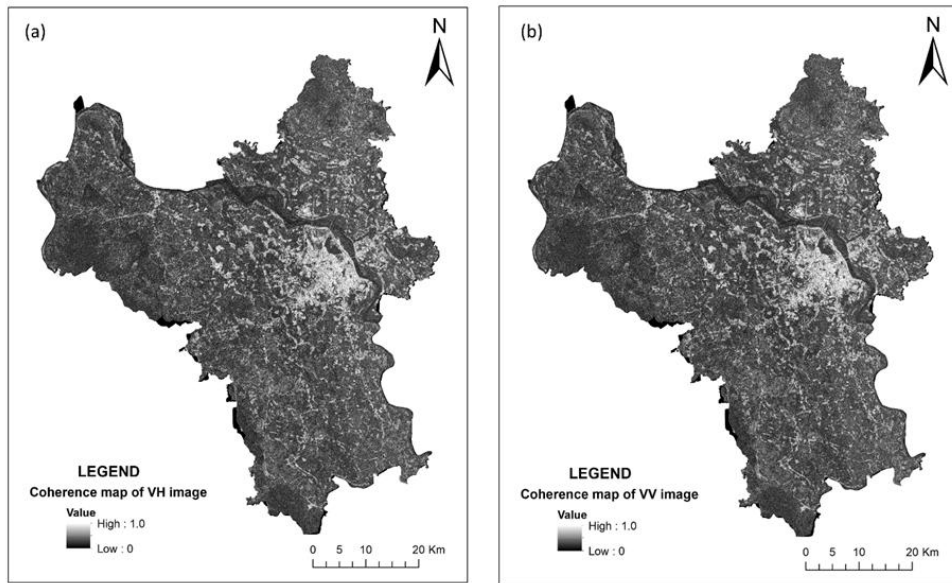 (a)
N
LEGEND
Coherence map of VH image
Value
High : 1.0
Low : 0
0 5 10 20 Km
(b)
N
LEGEND
Coherence map of VV image
Value
High : 1.0
Low : 0
0 5 10 20 Km